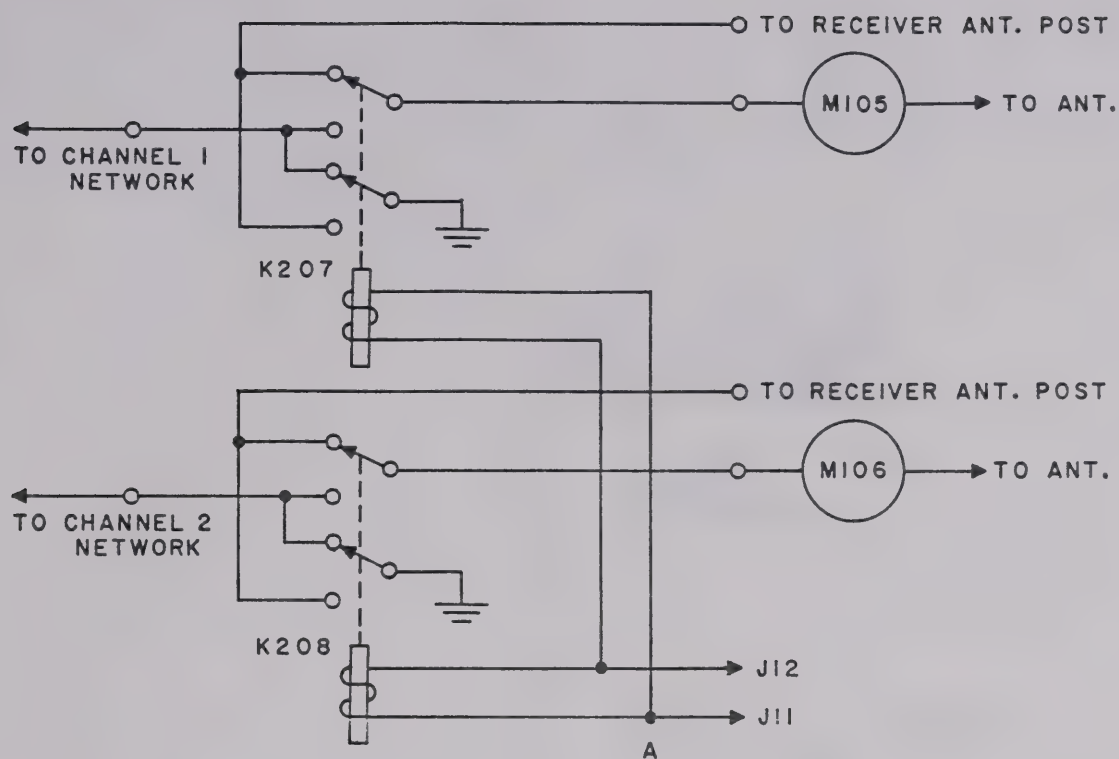 TO RECEIVER ANT. POST
M105
TO ANT.
TO CHANNEL 1
NETWORK
K207
TO RECEIVER ANT. POST
M106
TO ANT.
TO CHANNEL 2
NETWORK
K208
J12
J11
A